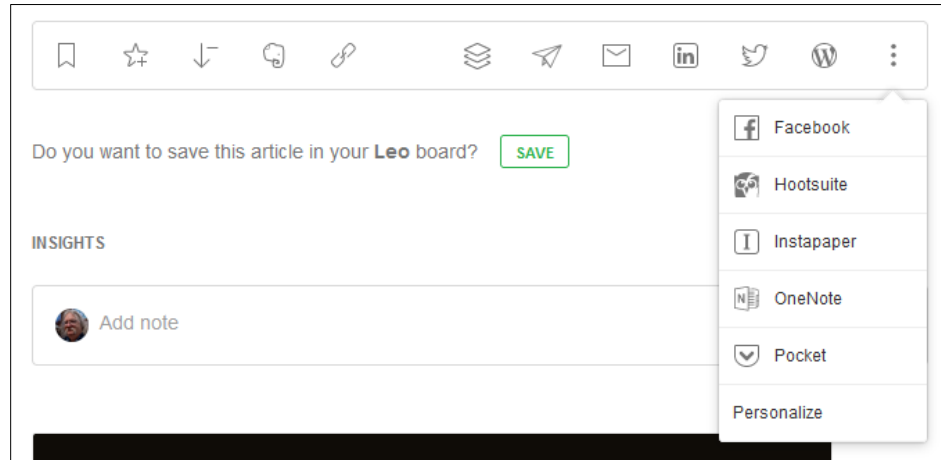 Facebook
Do you want to save this article in your Leo board?
SAVE
Hootsuite
INSIGHTS
Instapaper
OneNote
Add note
Pocket
Personalize